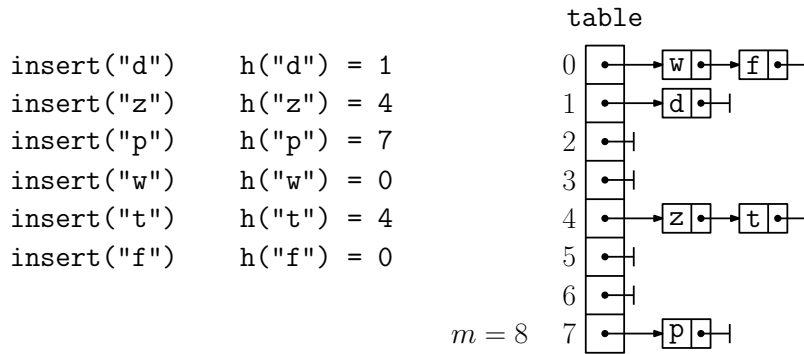 table
insert("d") h("d") = 1
insert("z") h("z") = 4
insert("p") h("p") = 7
insert("w") h("w") = 0
insert("t") h("t") = 4
insert("f") h("f") = 0
0 w f
1 d
2
3
4 z t
5
6
m = 8 7 p